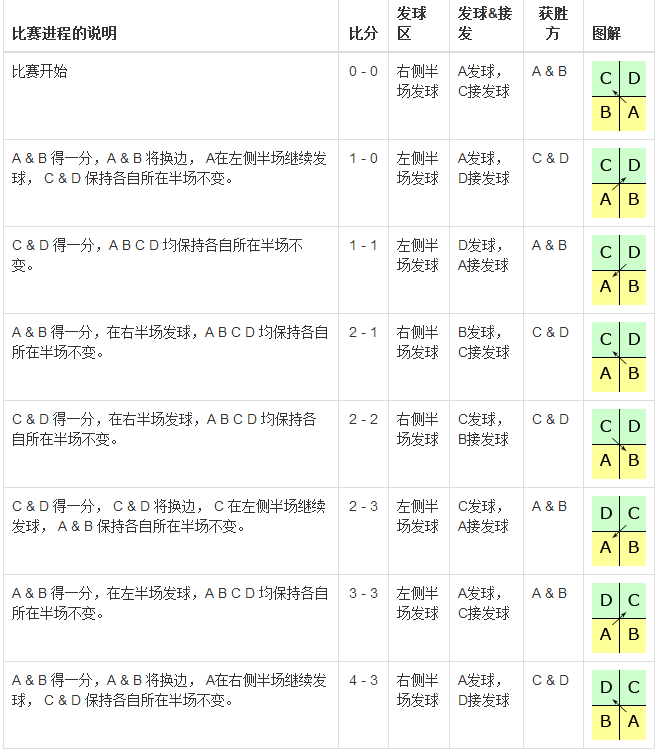 比赛进程的说明 比分 发球区 发球&接发 获胜方 图解
比赛开始 0 - 0 右侧半场发球 A发球，C接发球 A & B
C D
B A
A & B 得一分，A & B 将换边， A在左侧半场继续发球， C & D 保持各自所在半场不变。 1 - 0 左侧半场发球 A发球，D接发球 C & D
C D
A B
C & D 得一分，A B C D 均保持各自所在半场不变。 1 - 1 左侧半场发球 D发球，A接发球 A & B
C D
A B
A & B 得一分，在右半场发球，A B C D 均保持各自所在半场不变。 2 - 1 右侧半场发球 B发球，C接发球 C & D
C D
A B
C & D 得一分，在右半场发球，A B C D 均保持各自所在半场不变。 2 - 2 右侧半场发球 C发球，B接发球 C & D
C D
A B
C & D 得一分， C & D 将换边， C 在左侧半场继续发球， A & B 保持各自所在半场不变。 2 - 3 左侧半场发球 C发球，A接发球 A & B
D C
A B
A & B 得一分，在左半场发球，A B C D 均保持各自所在半场不变。 3 - 3 左侧半场发球 A发球，C接发球 A & B
D C
A B
A & B 得一分，A & B 将换边， A在右侧半场继续发球， C & D 保持各自所在半场不变。 4 - 3 右侧半场发球 A发球，D接发球 C & D
D C
B A